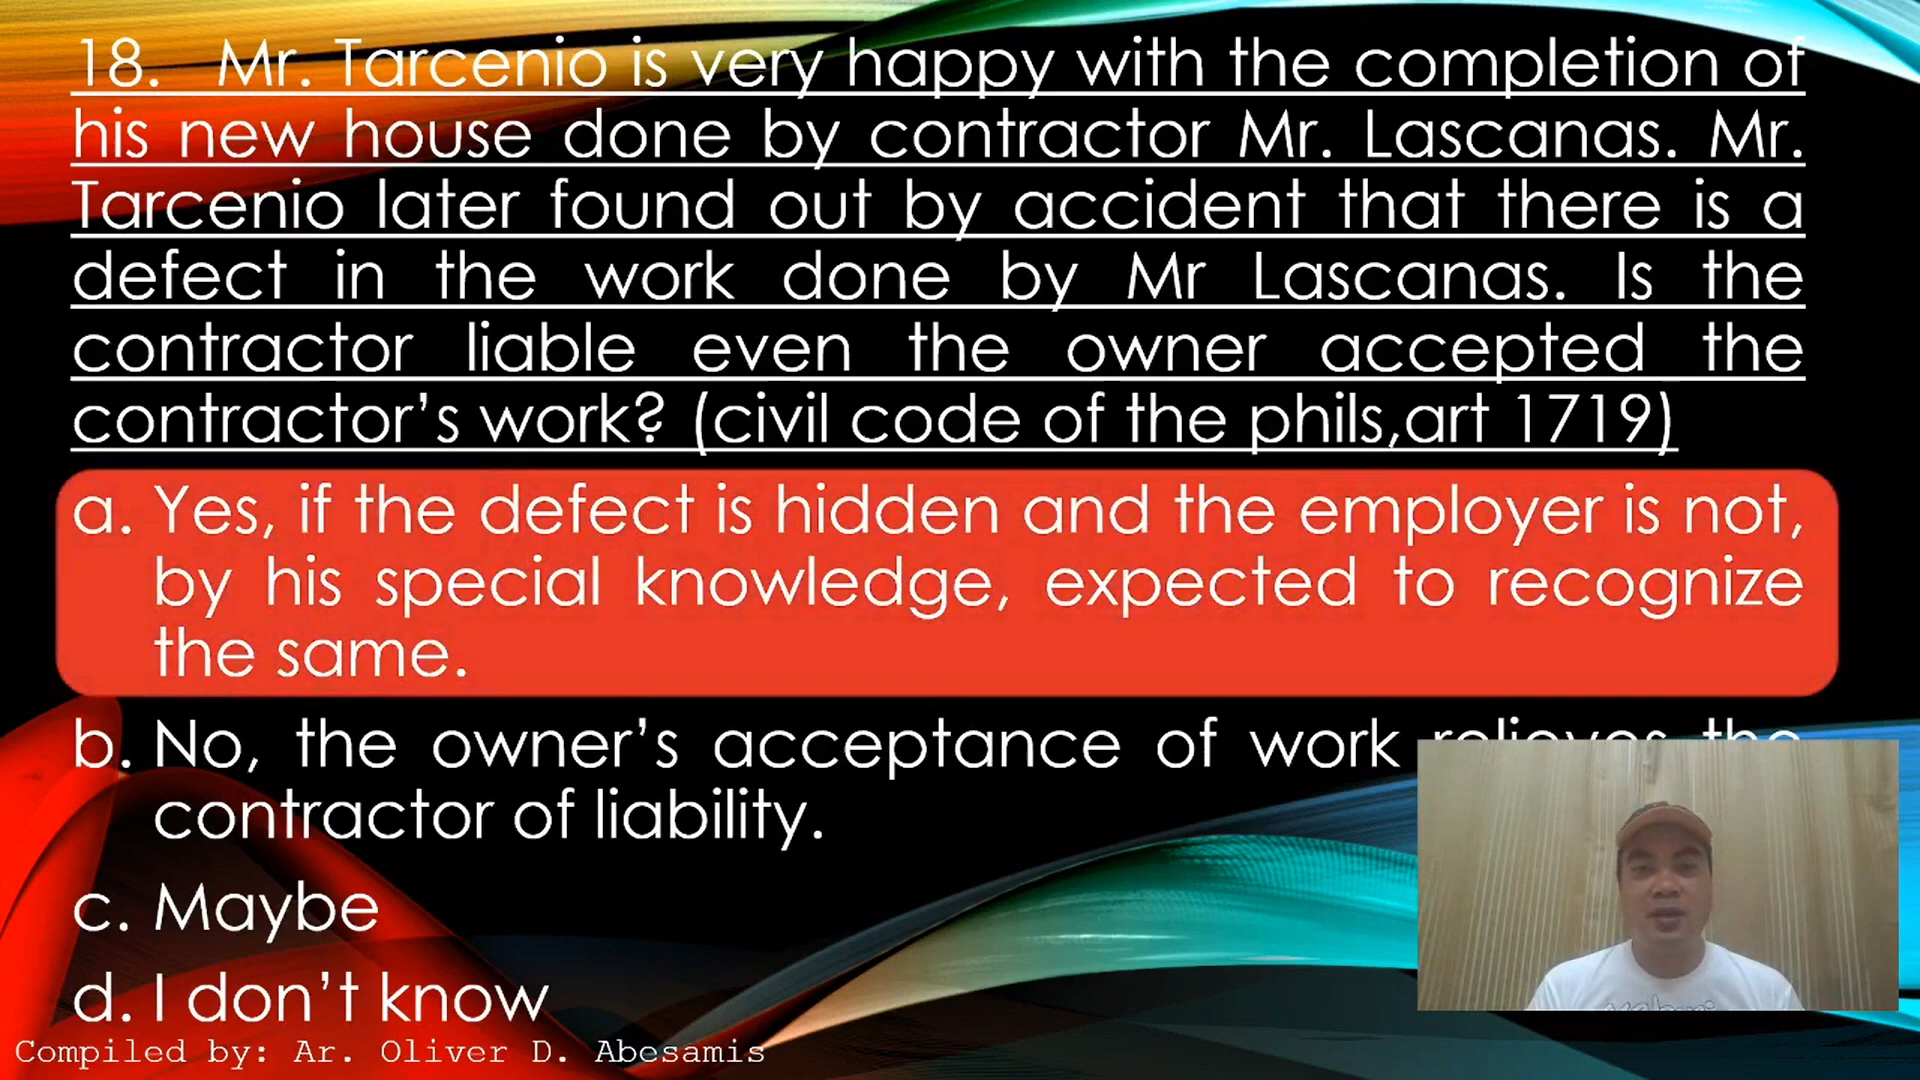 18. Mr. Tarcenio is very happy with the completion of
his new house done by contractor Mr. Lascanas. Mr.
Tarcenio later found out by accident that there is a
defect in the work done by Mr Lascanas. Is the
contractor liable even the owner accepted the
contractor's work? (civil code of the phils,art 1719)
a. Yes, if the defect is hidden and the employer is not,
by his special knowledge, expected to recognize
the same.
b. No, the owner's acceptance of work relieves the
contractor of liability.
c. Maybe
d. I don't know
Compiled by: Ar. Oliver D. Abesamis